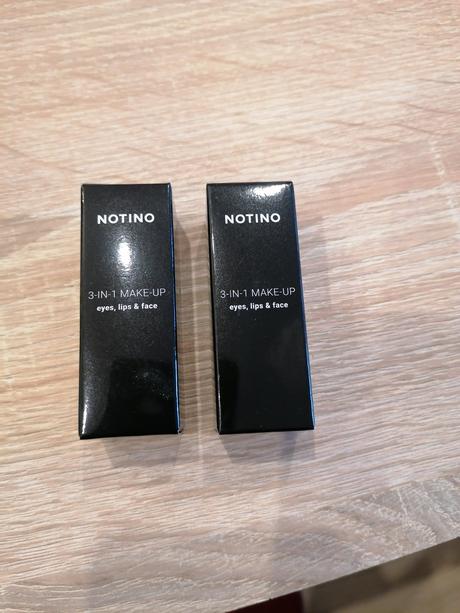 NOTINO
3-IN-1 MAKE-UP
eyes, lips & face
NOTINO
3-IN-1 MAKE-UP
eyes, lips & face